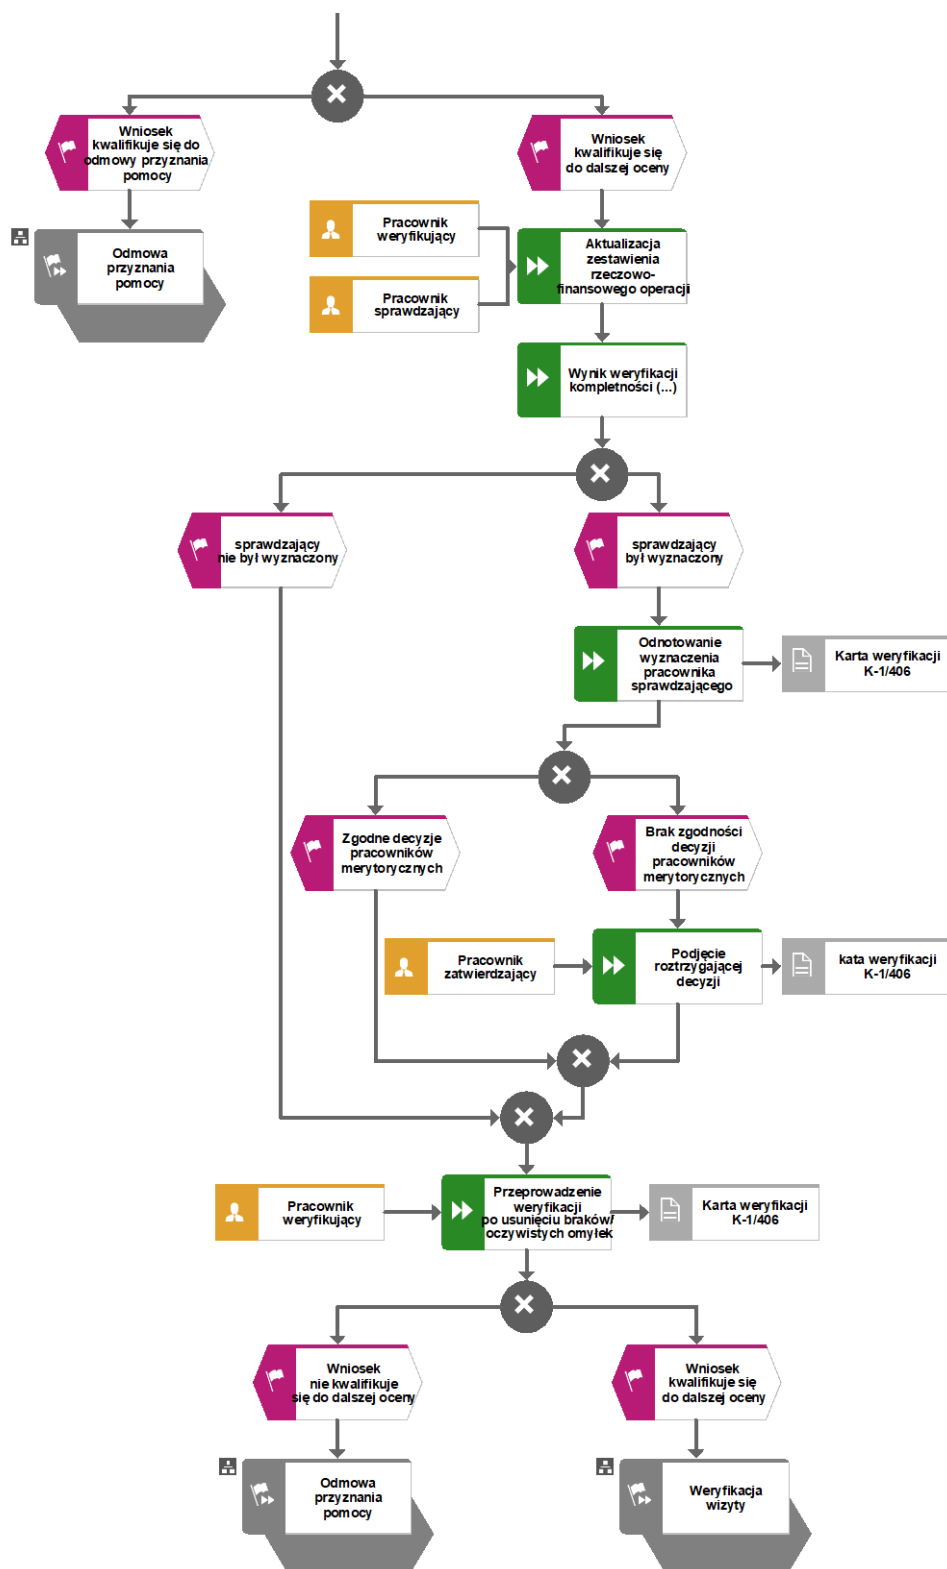 Wniosek
kwalifikuje się do
odmowy przyznania
pomocy
Wniosek
kwalifikuje się
do dalszej oceny
Odmowa
przyznania
pomocy
Pracownik
weryfikujący
Pracownik
sprawdzający
Aktualizacja
zestawienia
rzeczowo-
finansowego operacji
Wynik weryfikacji
kompletności (...)
sprawdzający
nie był wyznaczony
sprawdzający
był wyznaczony
Odnotowanie
wyznaczenia
pracownika
sprawdzającego
Karta weryfikacji
K-1/406
Zgodne decyzje
pracowników
merytorycznych
Brak zgodności
decyzji
pracowników
merytorycznych
Pracownik
zatwierdzający
Podjęcie
roztrzygającej
decyzji
kata weryfikacji
K-1/406
Pracownik
weryfikujący
Przeprowadzenie
weryfikacji
po usunięciu braków/
oczywistych omyłek
Karta weryfikacji
K-1/406
Wniosek
nie kwalifikuje
się do dalszej oceny
Wniosek
kwalifikuje się
do dalszej oceny
Odmowa
przyznania
pomocy
Weryfikacja
wizyty